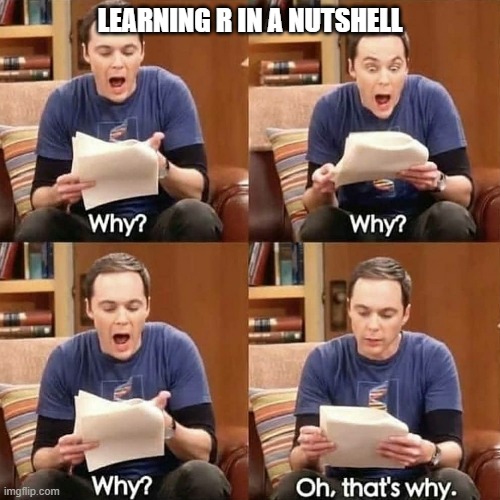 LEARNING R IN A NUTSHELL
Why?
Why?
Why?
Oh, that's why.
imgflip.com